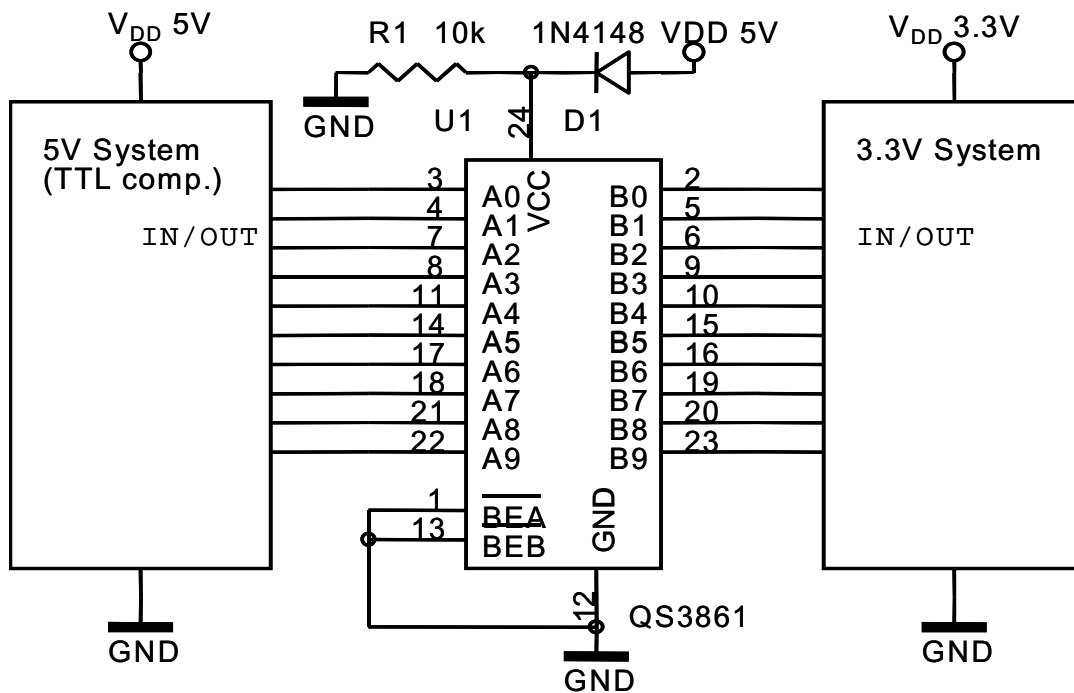 V_DD 5V
R1 10k
1N4148
VDD 5V
V_DD 3.3V
GND
U1
24
D1
5V System
(TTL comp.)
IN/OUT
3.3V System
IN/OUT
VCC
3 A0 B0 2
4 A1 B1 5
7 A2 B2 6
8 A3 B3 9
11 A4 B4 10
14 A5 B5 15
17 A6 B6 16
18 A7 B7 19
21 A8 B8 20
22 A9 B9 23
1 BEA
13 BEB
GND
12
QS3861
GND
GND
GND